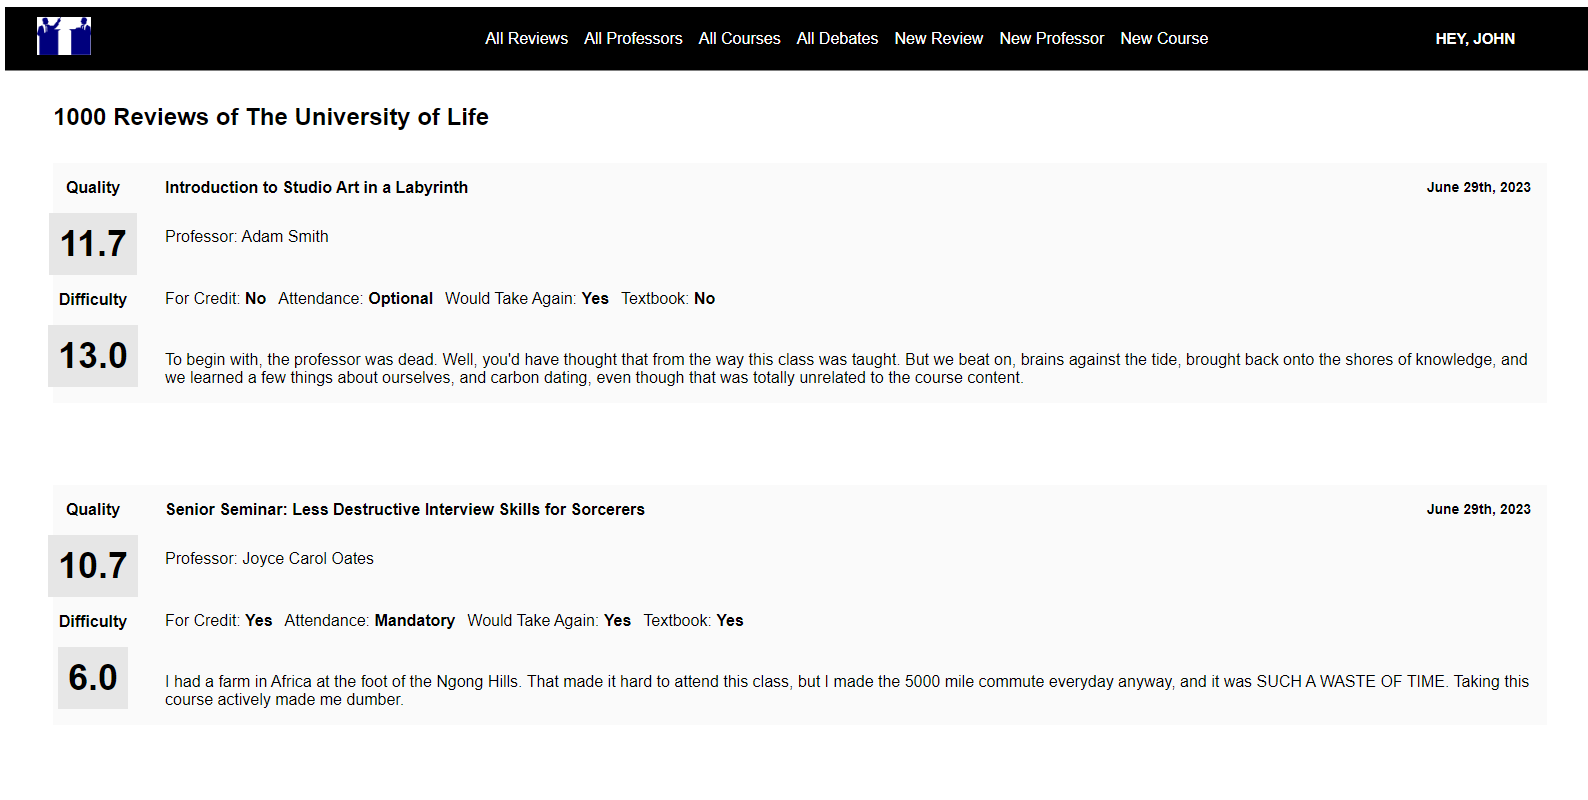 All Reviews All Professors All Courses All Debates New Review New Professor New Course HEY, JOHN
1000 Reviews of The University of Life
Quality Introduction to Studio Art in a Labyrinth June 29th, 2023
11.7 Professor: Adam Smith
Difficulty For Credit: No Attendance: Optional Would Take Again: Yes Textbook: No
13.0
To begin with, the professor was dead. Well, you'd have thought that from the way this class was taught. But we beat on, brains against the tide, brought back onto the shores of knowledge, and
we learned a few things about ourselves, and carbon dating, even though that was totally unrelated to the course content.
Quality Senior Seminar: Less Destructive Interview Skills for Sorcerers June 29th, 2023
10.7 Professor: Joyce Carol Oates
Difficulty For Credit: Yes Attendance: Mandatory Would Take Again: Yes Textbook: Yes
6.0
I had a farm in Africa at the foot of the Ngong Hills. That made it hard to attend this class, but I made the 5000 mile commute everyday anyway, and it was SUCH A WASTE OF TIME. Taking this
course actively made me dumber.